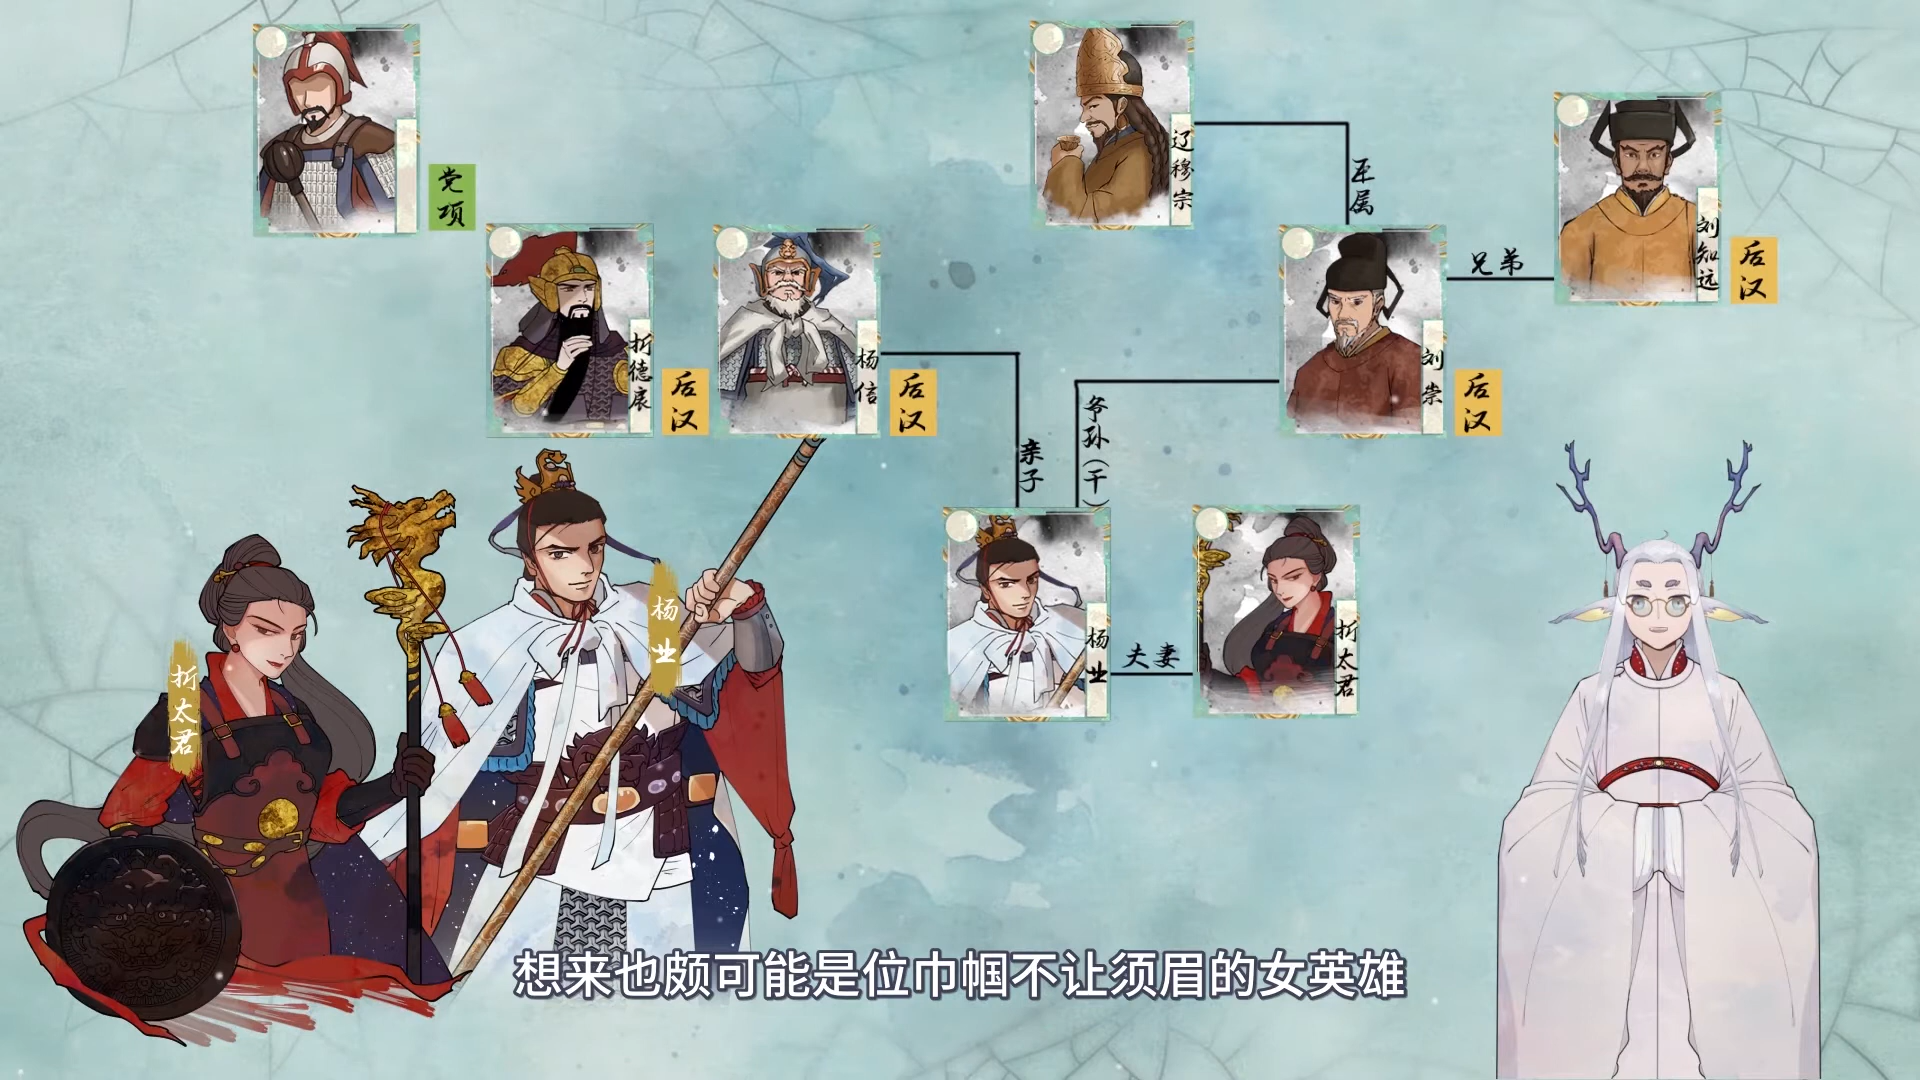 党项
折德扆
后汉
杨信
后汉
辽穆宗
至属
刘崇
后汉
兄弟
刘知远
后汉
亲子
爷孙（干）
杨业
夫妻
折太君
折太君
杨业
想来也颇可能是位巾帼不让须眉的女英雄